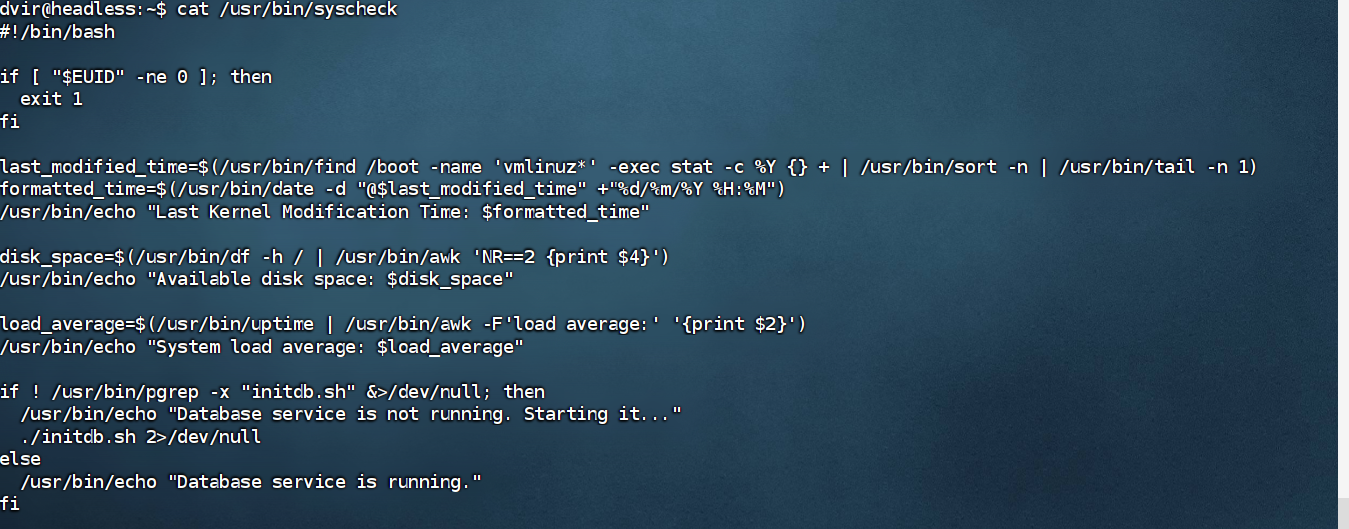 dvir@headless:~$ cat /usr/bin/syscheck
#!/bin/bash
if [ "$EUID" -ne 0 ]; then
  exit 1
fi
last_modified_time=$(/usr/bin/find /boot -name 'vmlinuz*' -exec stat -c %Y {} + | /usr/bin/sort -n | /usr/bin/tail -n 1)
formatted_time=$(/usr/bin/date -d "@$last_modified_time" +"%d/%m/%Y %H:%M")
/usr/bin/echo "Last Kernel Modification Time: $formatted_time"
disk_space=$(/usr/bin/df -h / | /usr/bin/awk 'NR==2 {print $4}')
/usr/bin/echo "Available disk space: $disk_space"
load_average=$(/usr/bin/uptime | /usr/bin/awk -F'load average:' '{print $2}')
/usr/bin/echo "System load average: $load_average"
if ! /usr/bin/pgrep -x "initdb.sh" &>/dev/null; then
  /usr/bin/echo "Database service is not running. Starting it..."
  ./initdb.sh 2>/dev/null
else
  /usr/bin/echo "Database service is running."
fi